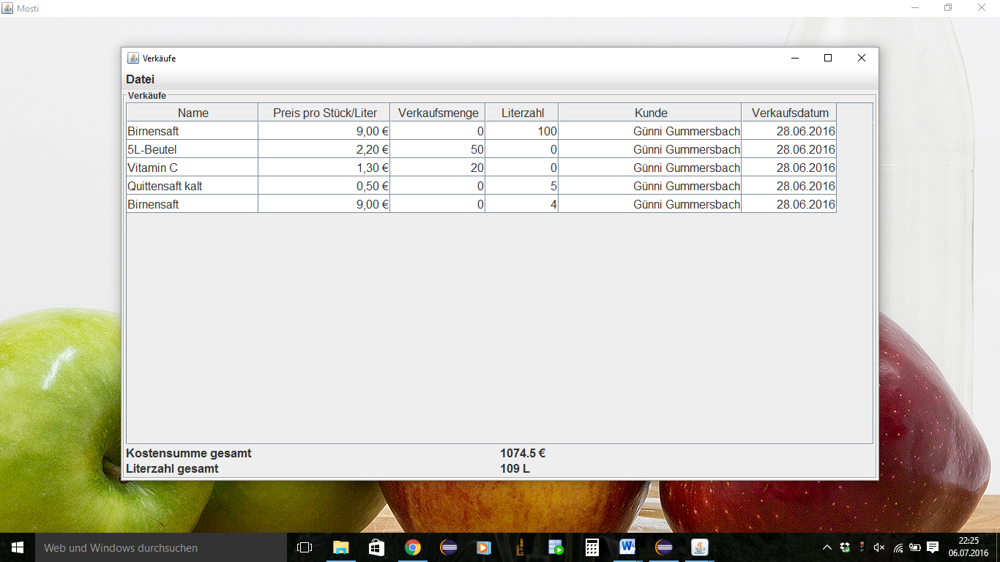 Mosti
Verkäufe
Datei
Verkäufe
Name Preis pro Stück/Liter Verkaufsmenge Literzahl Kunde Verkaufsdatum
Birnensaft 9,00 € 0 100 Günni Gummersbach 28.06.2016
5L-Beutel 2,20 € 50 0 Günni Gummersbach 28.06.2016
Vitamin C 1,30 € 20 0 Günni Gummersbach 28.06.2016
Quittensaft kalt 0,50 € 0 5 Günni Gummersbach 28.06.2016
Birnensaft 9,00 € 0 4 Günni Gummersbach 28.06.2016
Kostensumme gesamt 1074.5 €
Literzahl gesamt 109 L
Web und Windows durchsuchen
22:25
06.07.2016